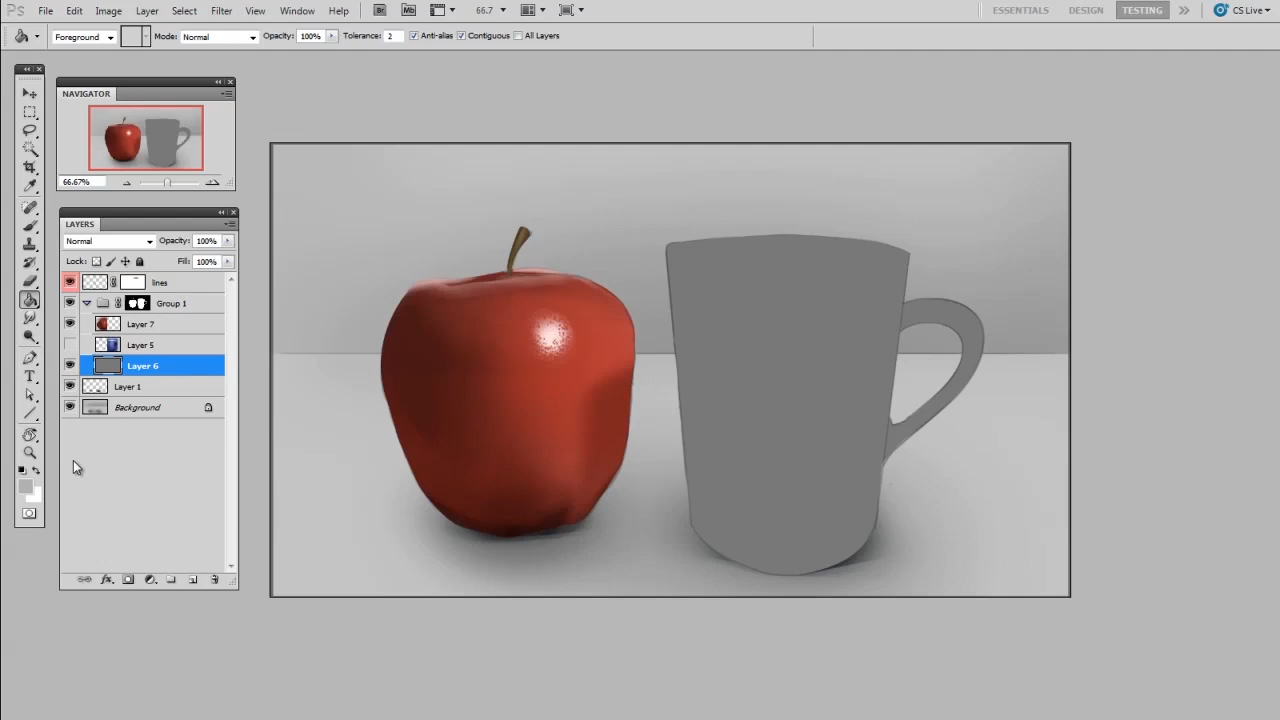 Ps File Edit Image Layer Select Filter View Window Help Br Mb 66.7 ESSENTIALS DESIGN TESTING CS Live
Foreground Mode: Normal Opacity: 100% Tolerance: 2 Anti-alias Contiguous All Layers
NAVIGATOR
66.67%
LAYERS
Normal Opacity: 100%
Lock: Fill: 100%
lines
Group 1
Layer 7
Layer 5
Layer 6
Layer 1
Background
T
fx